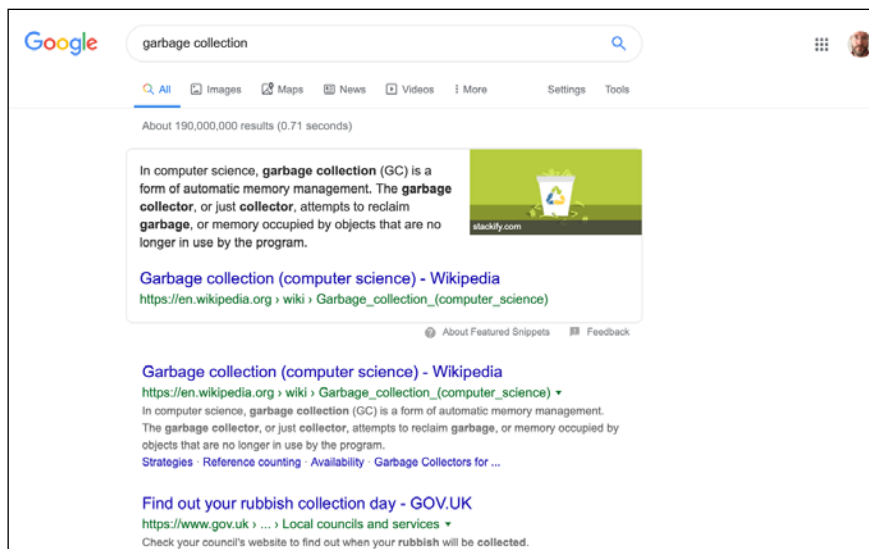 Google
garbage collection
All Images Maps News Videos More Settings Tools
About 190,000,000 results (0.71 seconds)
In computer science, garbage collection (GC) is a
form of automatic memory management. The garbage
collector, or just collector, attempts to reclaim
garbage, or memory occupied by objects that are no
longer in use by the program.
stackify.com
Garbage collection (computer science) - Wikipedia
https://en.wikipedia.org › wiki › Garbage_collection_(computer_science)
About Featured Snippets Feedback
Garbage collection (computer science) - Wikipedia
https://en.wikipedia.org › wiki › Garbage_collection_(computer_science)
In computer science, garbage collection (GC) is a form of automatic memory management.
The garbage collector, or just collector, attempts to reclaim garbage, or memory occupied by
objects that are no longer in use by the program.
Strategies · Reference counting · Availability · Garbage Collectors for ...
Find out your rubbish collection day - GOV.UK
https://www.gov.uk › ... › Local councils and services
Check your council's website to find out when your rubbish will be collected.